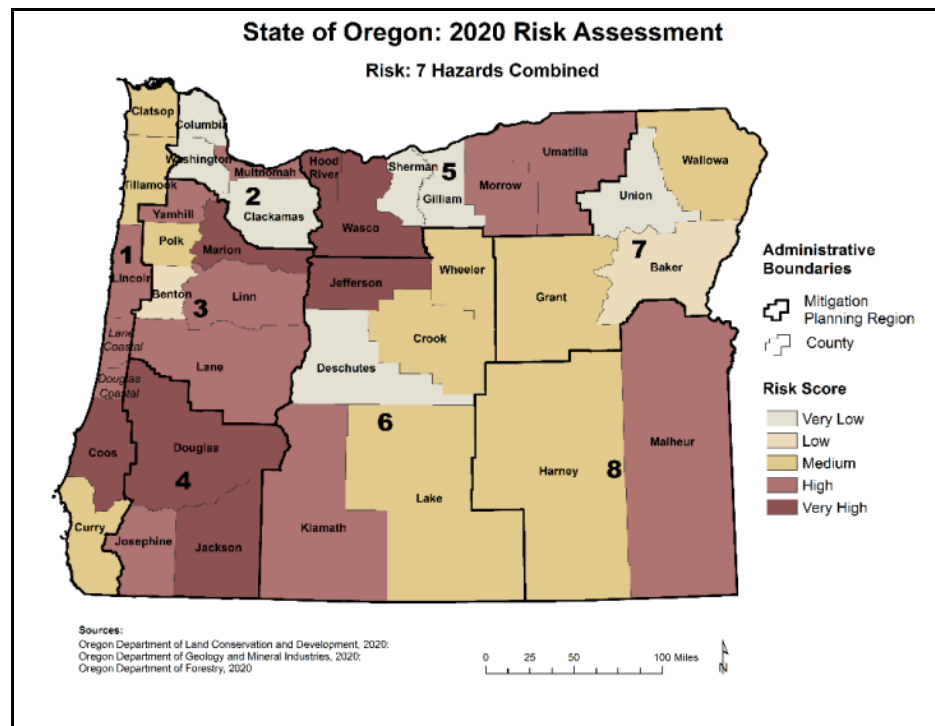 State of Oregon: 2020 Risk Assessment
Risk: 7 Hazards Combined
Clatsop
Columbia
Washington
Tillamook
Multnomah
Hood
River
Sherman
5
Gilliam
Morrow
Umatilla
Wallowa
Union
2
Clackamas
Yamhill
Wasco
Polk
Marion
1
Lincoln
Benton
3
Linn
Jefferson
Wheeler
Grant
7
Baker
Lane
Coastal
Lane
Crook
Deschutes
Douglas
Coastal
Coos
Douglas
4
6
Lake
Harney
8
Malheur
Curry
Josephine
Jackson
Klamath
Administrative
Boundaries
Mitigation
Planning Region
County
Risk Score
Very Low
Low
Medium
High
Very High
Sources:
Oregon Department of Land Conservation and Development, 2020;
Oregon Department of Geology and Mineral Industries, 2020;
Oregon Department of Forestry, 2020
0 25 50 100 Miles
N